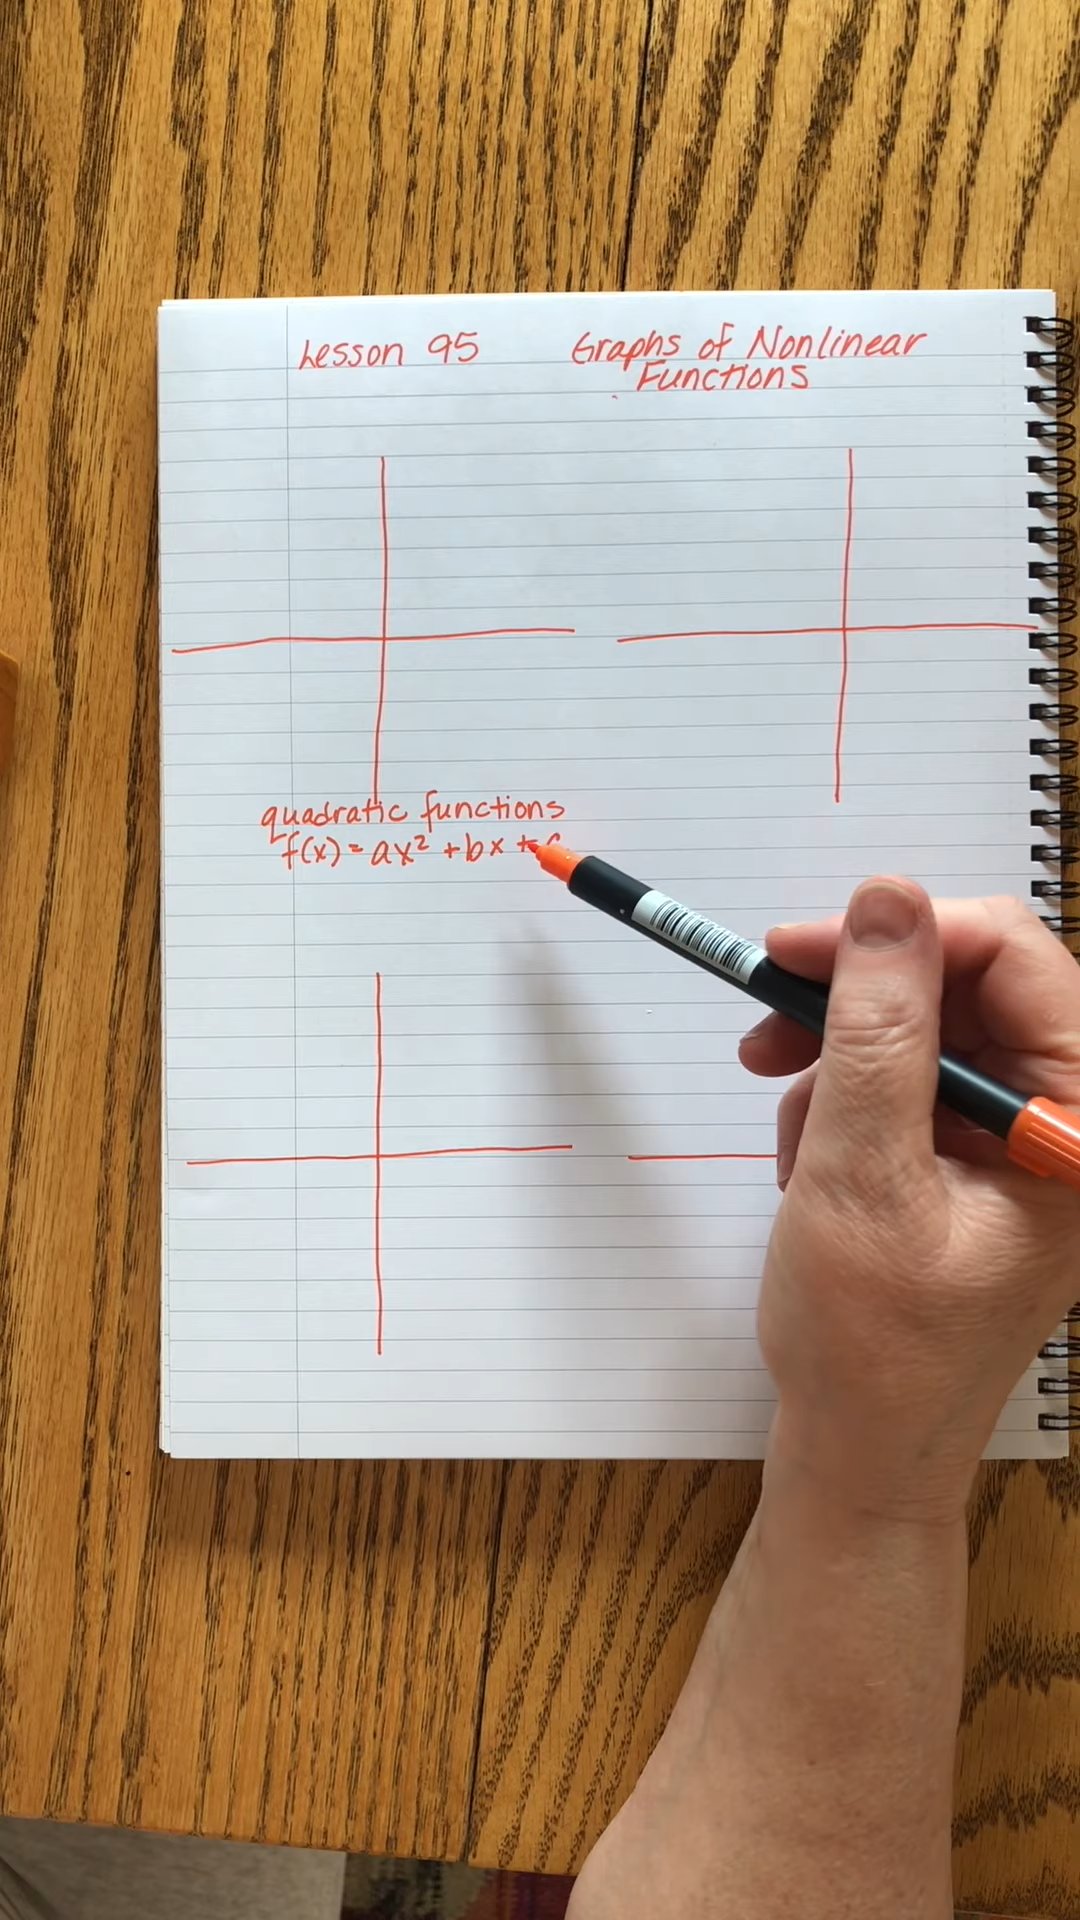 Lesson 95
Graphs of Nonlinear
Functions
quadratic functions
f(x) = ax² + bx + c